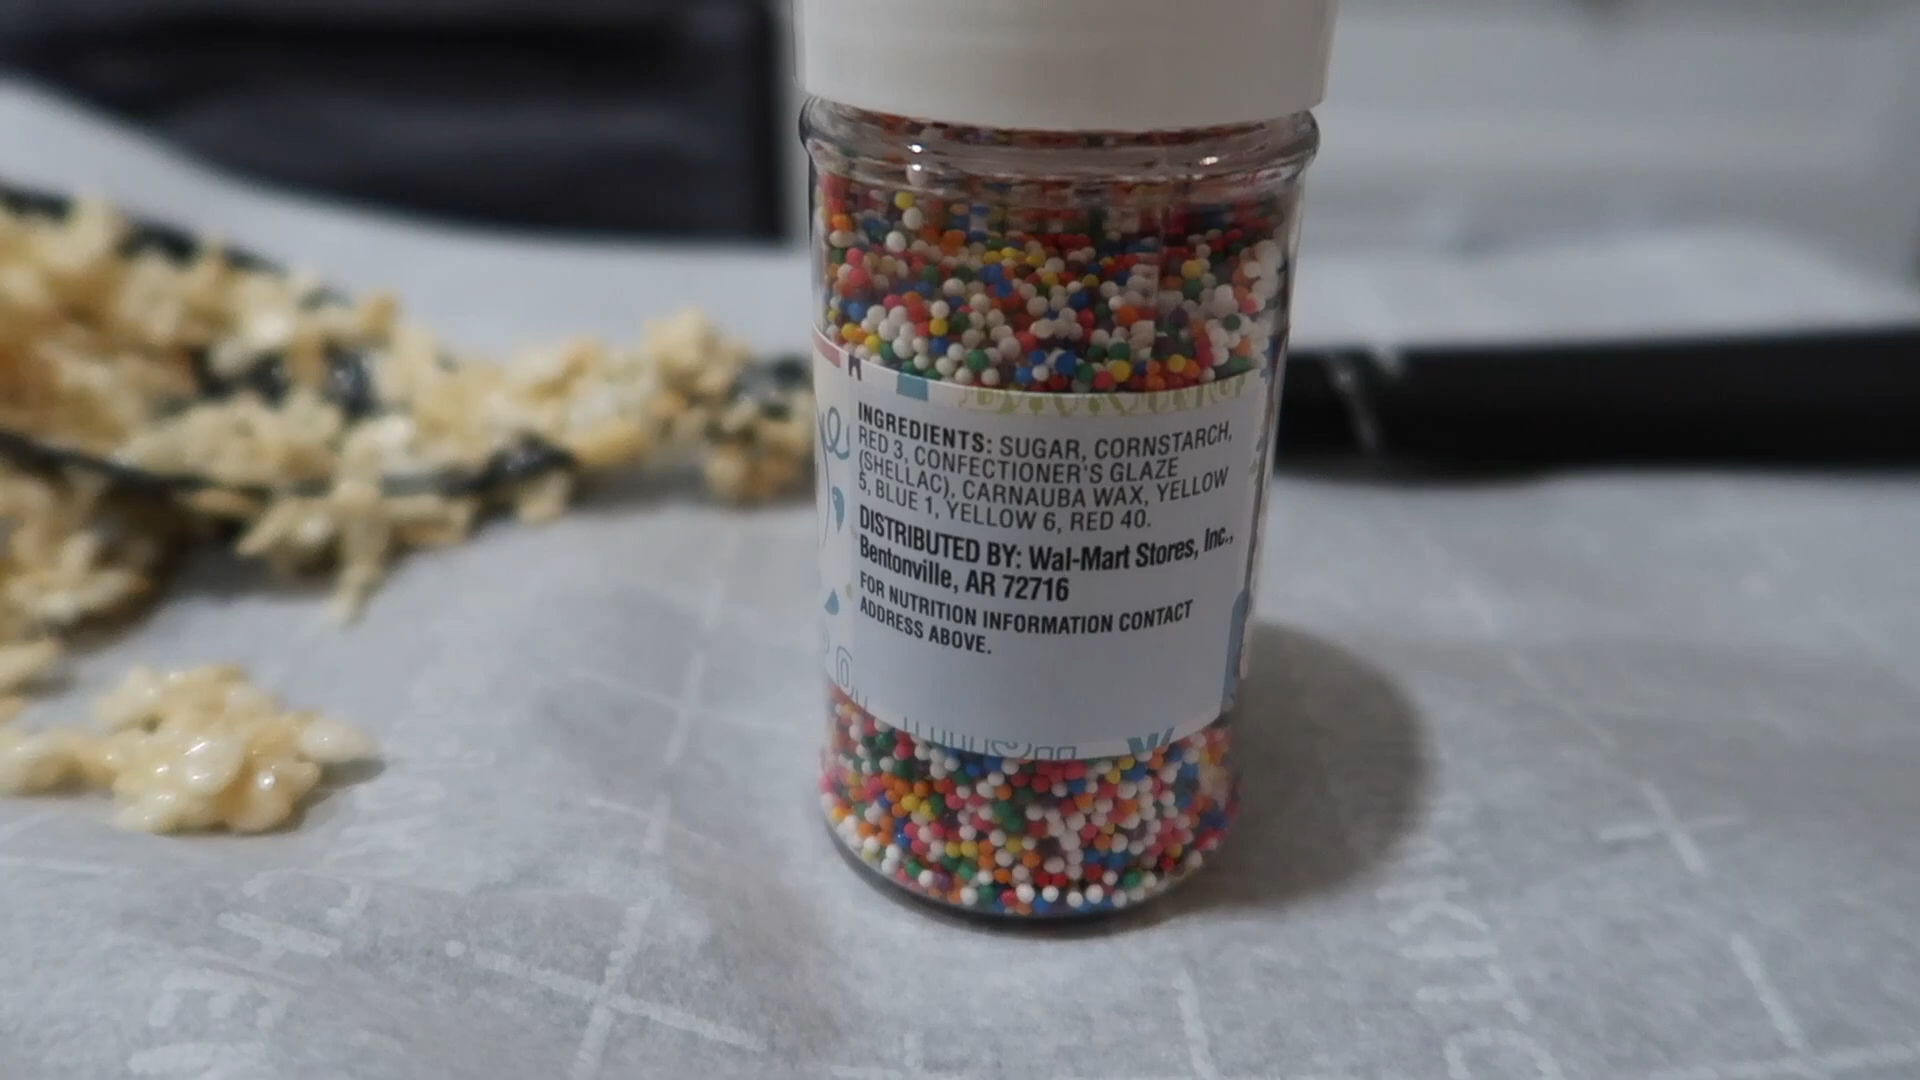 INGREDIENTS: SUGAR, CORNSTARCH,
RED 3, CONFECTIONER'S GLAZE
(SHELLAC), CARNAUBA WAX, YELLOW
5, BLUE 1, YELLOW 6, RED 40.
DISTRIBUTED BY: Wal-Mart Stores, Inc.,
Bentonville, AR 72716
FOR NUTRITION INFORMATION CONTACT
ADDRESS ABOVE.